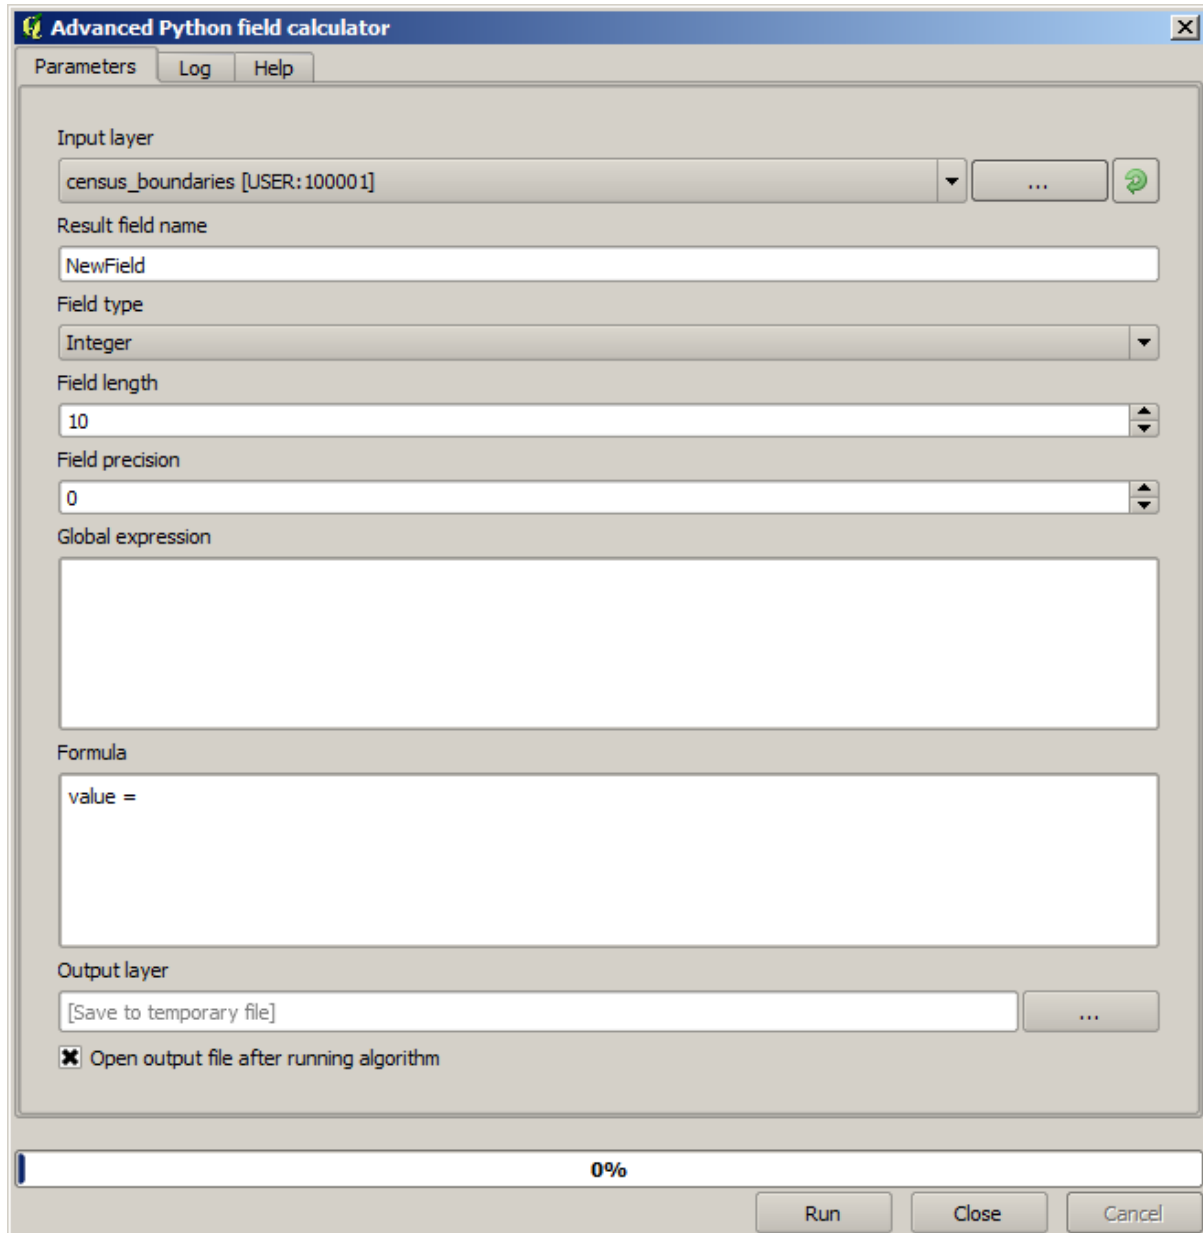 Advanced Python field calculator
Parameters Log Help
Input layer
census_boundaries [USER:100001] ...
Result field name
NewField
Field type
Integer
Field length
10
Field precision
0
Global expression
Formula
value =
Output layer
[Save to temporary file] ...
Open output file after running algorithm
0%
Run Close Cancel